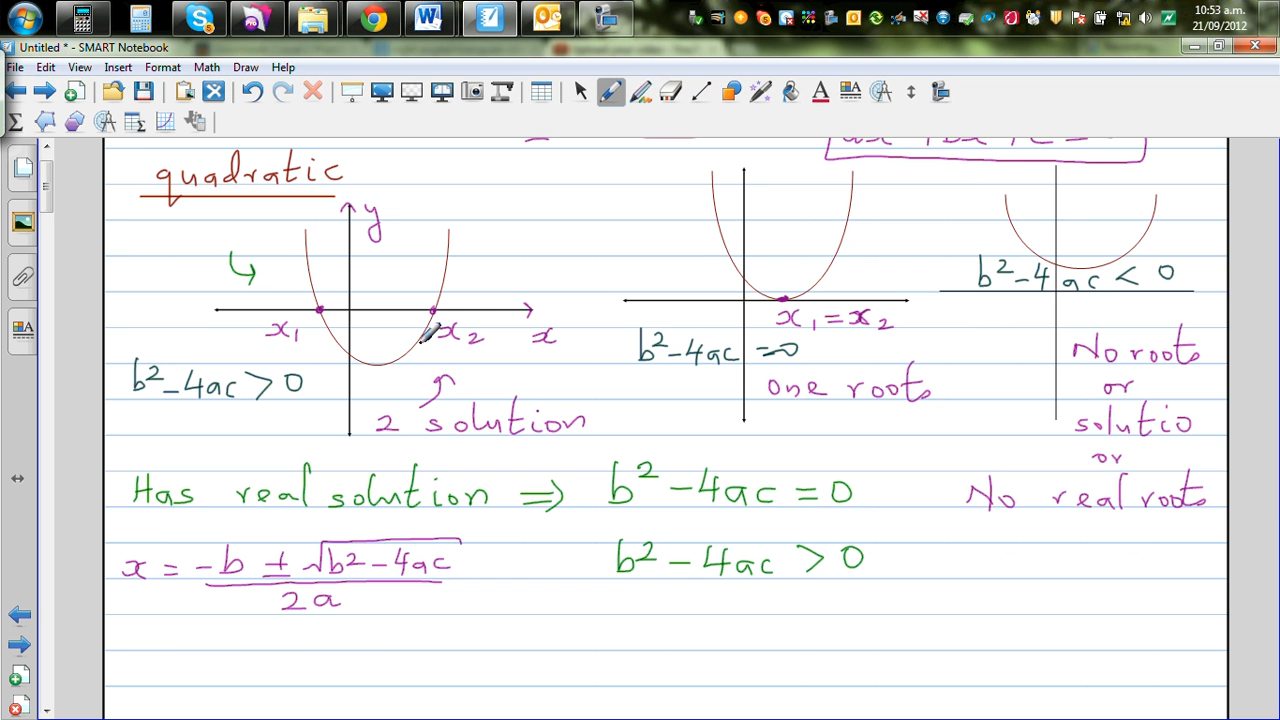 10:53 a.m.
21/09/2012
Untitled * - SMART Notebook
File Edit View Insert Format Math Draw Help
quadratic
y
x₁
x₂
x
b² - 4ac > 0
2 solution
x₁ = x₂
b² - 4ac = 0
one roots
b² - 4ac < 0
No roots
or
solutio
or
No real roots
Has real solution ⇒ b² - 4ac = 0
b² - 4ac > 0
x = -b ± √b² - 4ac
2a